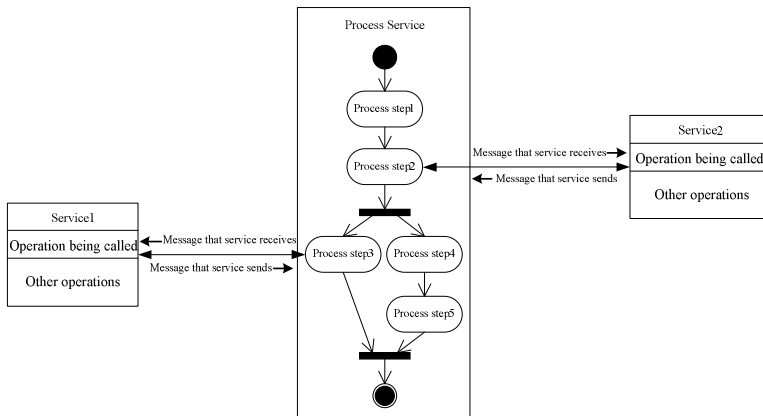 Process Service
Process step1
Process step2
Process step3
Process step4
Process step5
Service1
Operation being called
Other operations
Message that service receives
Message that service sends
Service2
Operation being called
Other operations
Message that service receives
Message that service sends